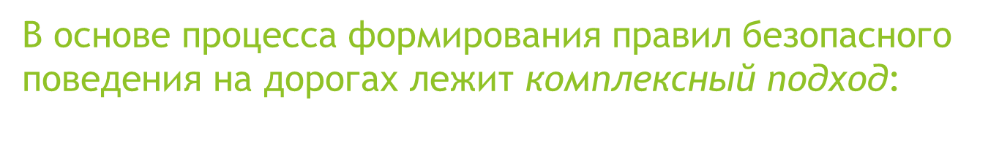 В основе процесса формирования правил безопасного
поведения на дорогах лежит комплексный подход: